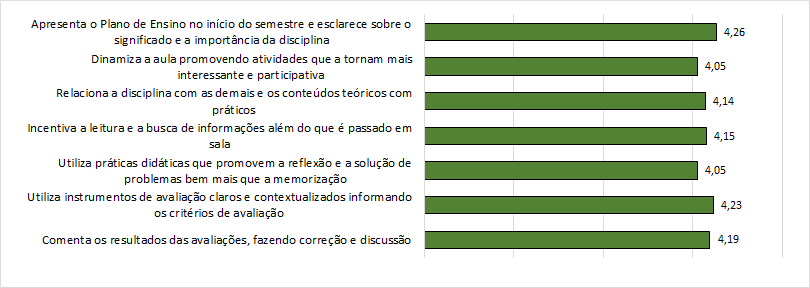 Apresenta o Plano de Ensino no início do semestre e esclarece sobre o
significado e a importância da disciplina
4,26
Dinamiza a aula promovendo atividades que a tornam mais
interessante e participativa
4,05
Relaciona a disciplina com as demais e os conteúdos teóricos com
práticos
4,14
Incentiva a leitura e a busca de informações além do que é passado em
sala
4,15
Utiliza práticas didáticas que promovem a reflexão e a solução de
problemas bem mais que a memorização
4,05
Utiliza instrumentos de avaliação claros e contextualizados informando
os critérios de avaliação
4,23
Comenta os resultados das avaliações, fazendo correção e discussão
4,19